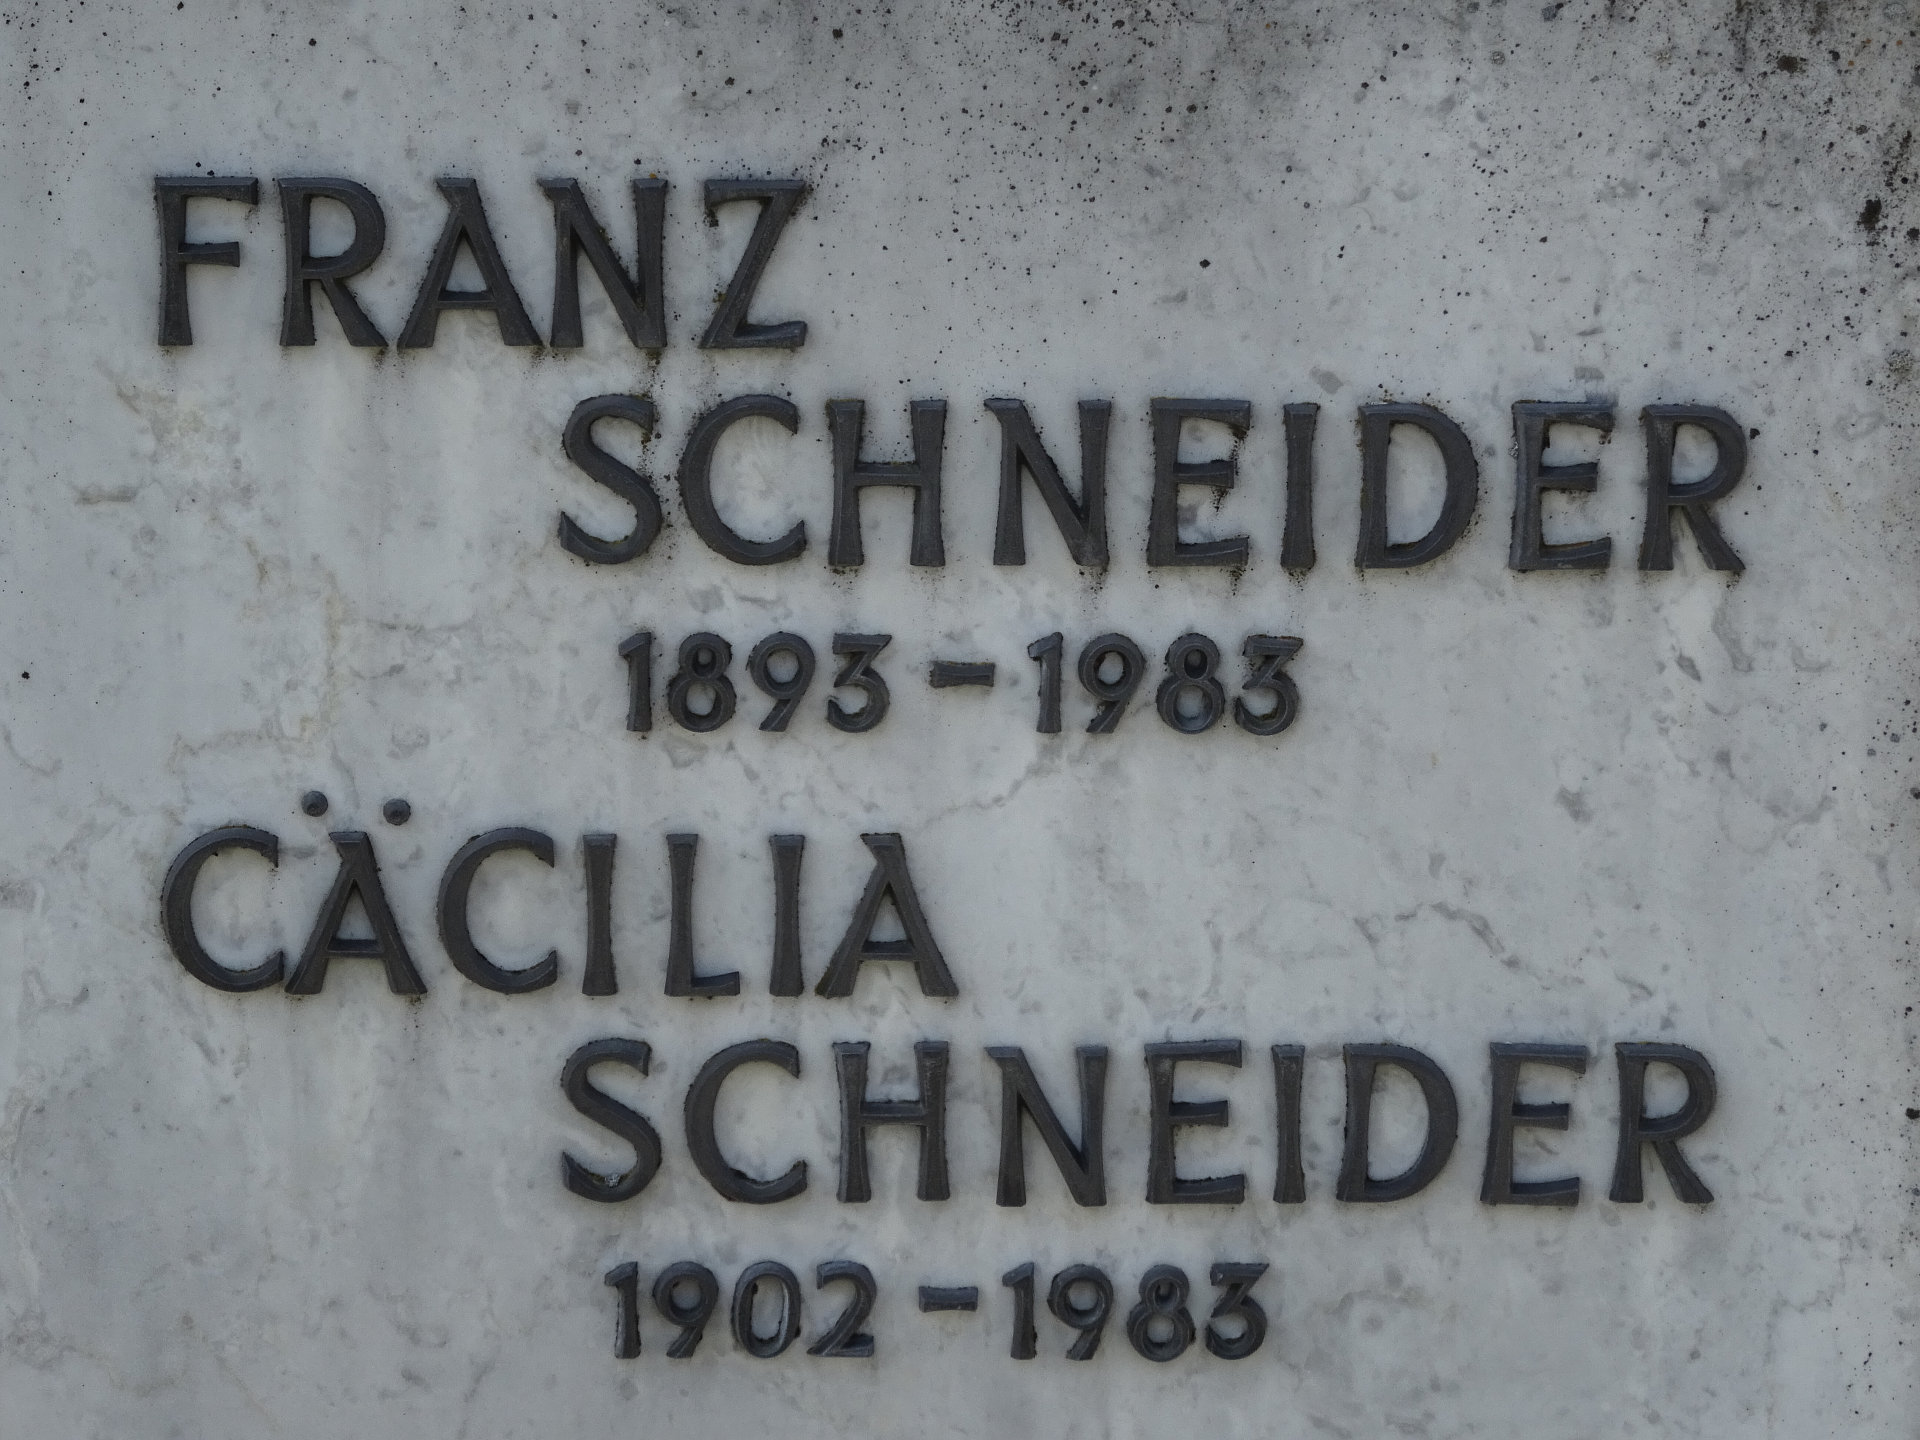 FRANZ
SCHNEIDER
1893 - 1983
CÄCILIA
SCHNEIDER
1902 - 1983